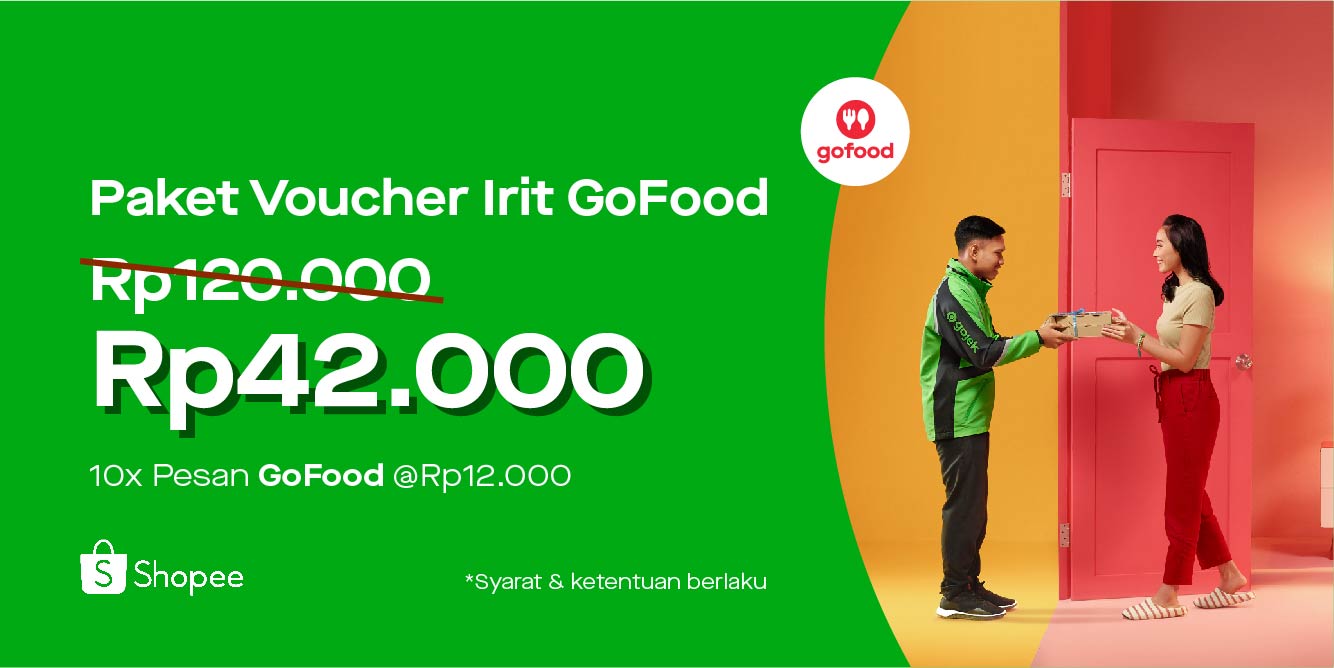 gofood
Paket Voucher Irit GoFood
Rp120.000
Rp42.000
10x Pesan GoFood @Rp12.000
Shopee
*Syarat & ketentuan berlaku
gojek